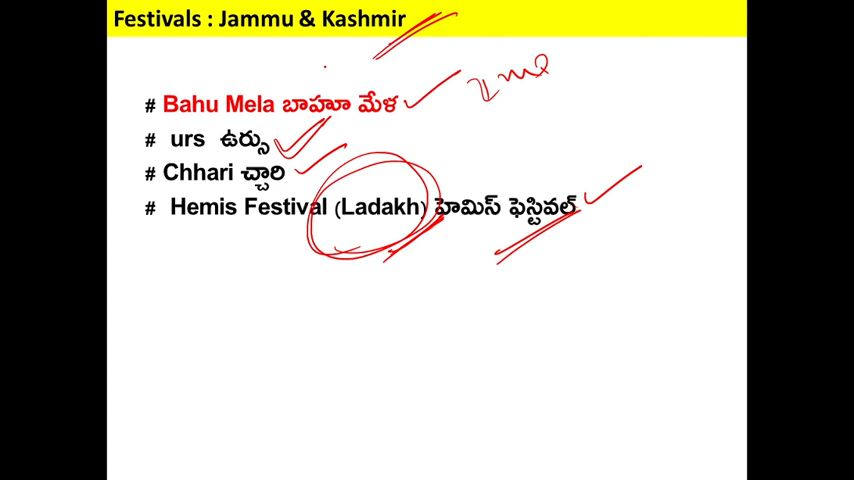 Festivals : Jammu & Kashmir
# Bahu Mela బాహూ మేళ
# urs ఉర్సు
# Chhari చ్చారి
# Hemis Festival (Ladakh) హెమిస్ ఫెస్టివల్